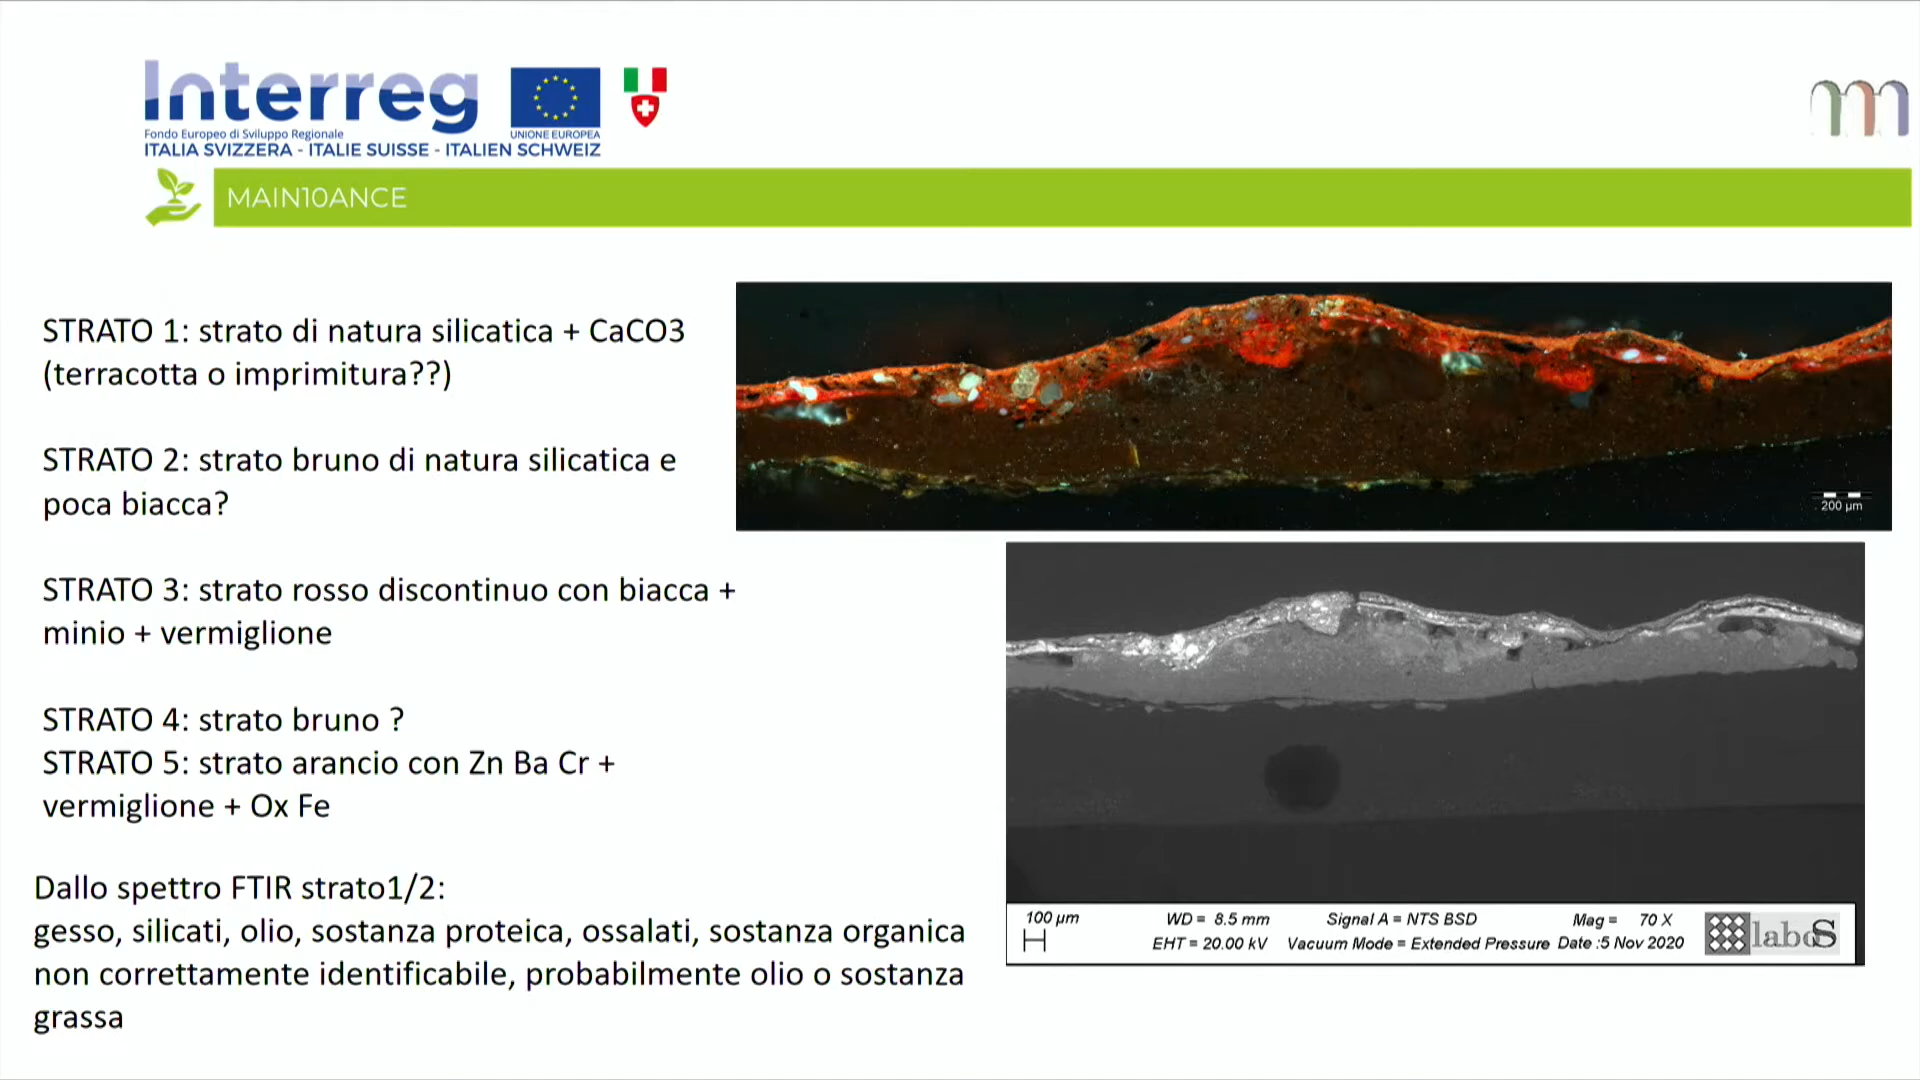 Interreg
Fondo Europeo di Sviluppo Regionale
UNIONE EUROPEA
ITALIA SVIZZERA - ITALIE SUISSE - ITALIEN SCHWEIZ
MAIN10ANCE
STRATO 1: strato di natura silicatica + CaCO3
(terracotta o imprimitura??)
STRATO 2: strato bruno di natura silicatica e
poca biacca?
STRATO 3: strato rosso discontinuo con biacca +
minio + vermiglione
STRATO 4: strato bruno ?
STRATO 5: strato arancio con Zn Ba Cr +
vermiglione + Ox Fe
Dallo spettro FTIR strato1/2:
gesso, silicati, olio, sostanza proteica, ossalati, sostanza organica
non correttamente identificabile, probabilmente olio o sostanza
grassa
200 µm
100 µm WD = 8.5 mm Signal A = NTS BSD Mag = 70 X
EHT = 20.00 kV Vacuum Mode = Extended Pressure Date :5 Nov 2020
labcS